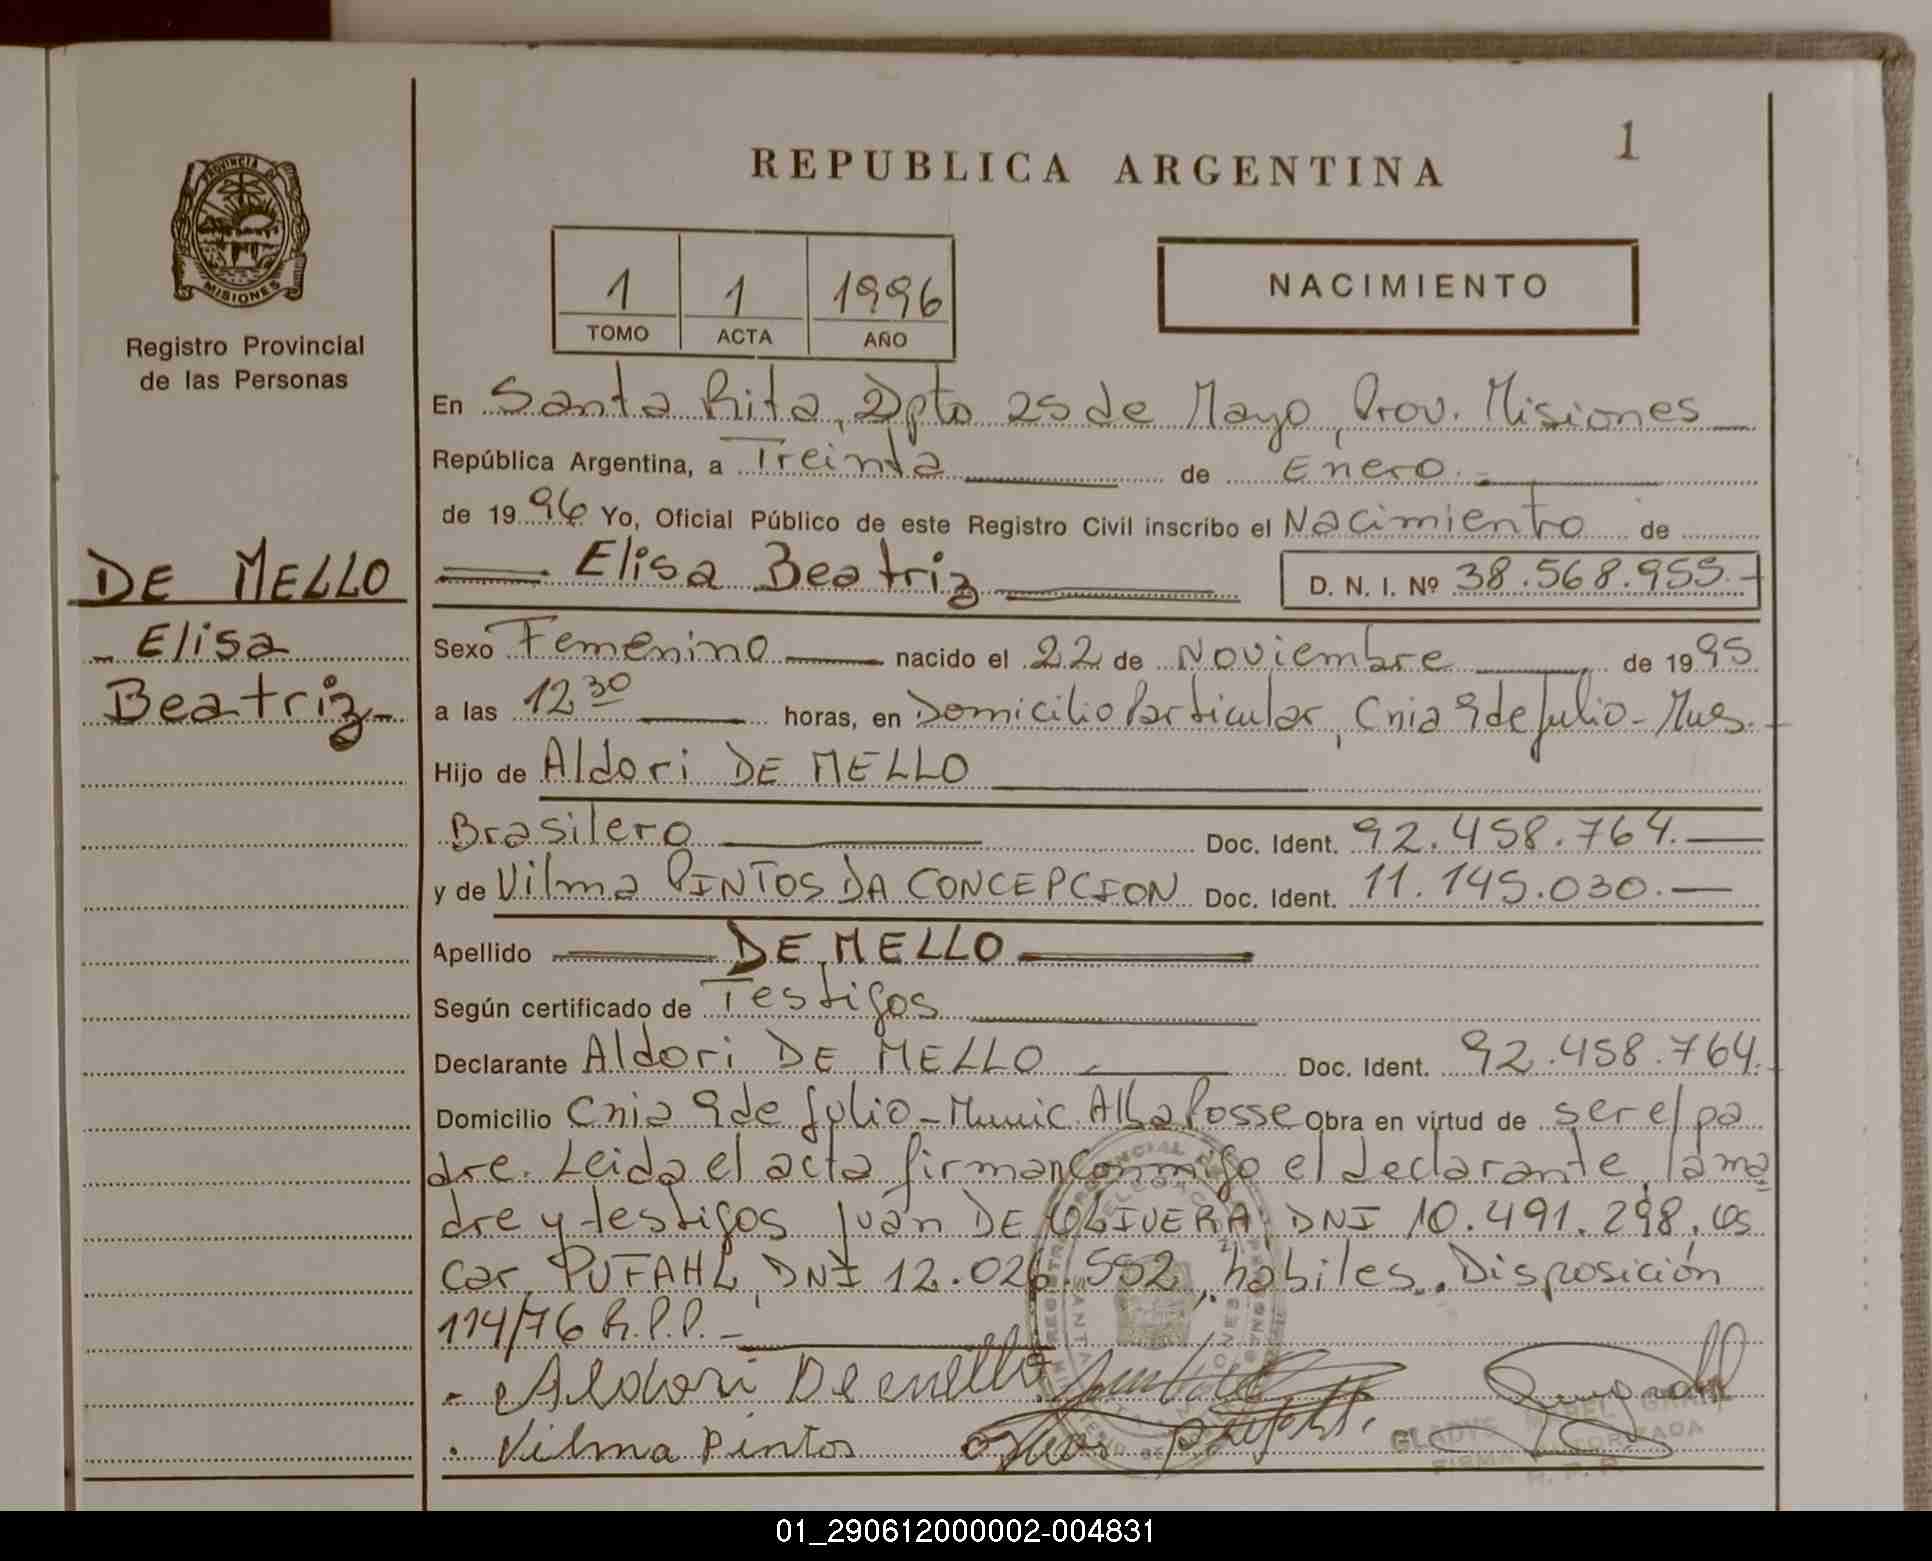 1
REPUBLICA ARGENTINA
PROVINCIA DE
MISIONES
Registro Provincial
de las Personas
1 1 1996
TOMO ACTA AÑO
NACIMIENTO
En Santa Rita, Dpto 25 de Mayo, Prov. Misiones
República Argentina, a Treinta de Enero
de 1996 Yo, Oficial Público de este Registro Civil inscribo el Nacimiento de
DE MELLO
Elisa
Beatriz
Elisa Beatriz D. N. I. Nº 38.568.955.-
Sexo Femenino nacido el 22 de Noviembre de 1995
a las 12 30 horas, en Domicilio Particular, Cnia 9 de Julio - Mnes.
Hijo de Aldori DE MELLO
Brasilero Doc. Ident. 92.458.764.
y de Vilma PINTOS DA CONCEPCION Doc. Ident. 11.145.030.
Apellido DE MELLO
Según certificado de Testigos
Declarante Aldori DE MELLO Doc. Ident. 92.458.764.
Domicilio Cnia 9 de Julio - Munic. Alba Posse Obra en virtud de ser el pa
dre. Leida el acta firman conmigo el declarante, la ma
dre y testigos Juan DE OLIVERA, DNI 10.491.298, Os
car PUFAHL, DNI 12.026.552, habiles. Disposición
114/76 R.P.P.-
Aldori De mello
Vilma Pintos
GLADYS
01_290612000002-004831